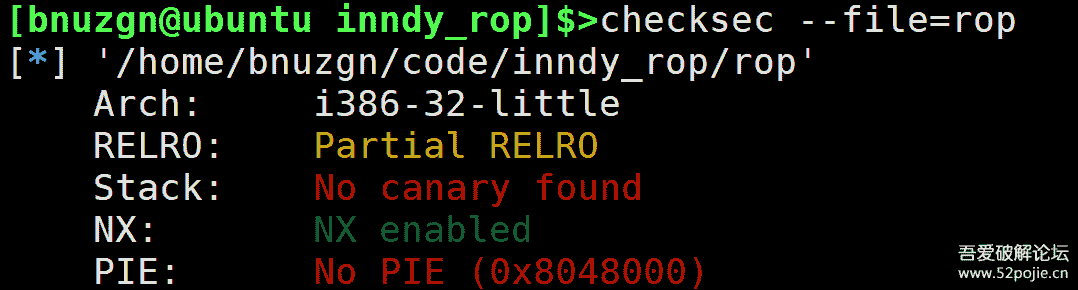 [bnuzgn@ubuntu inndy_rop]$>checksec --file=rop
[*] '/home/bnuzgn/code/inndy_rop/rop'
Arch: i386-32-little
RELRO: Partial RELRO
Stack: No canary found
NX: NX enabled
PIE: No PIE (0x8048000)
吾爱破解论坛
www.52pojie.cn